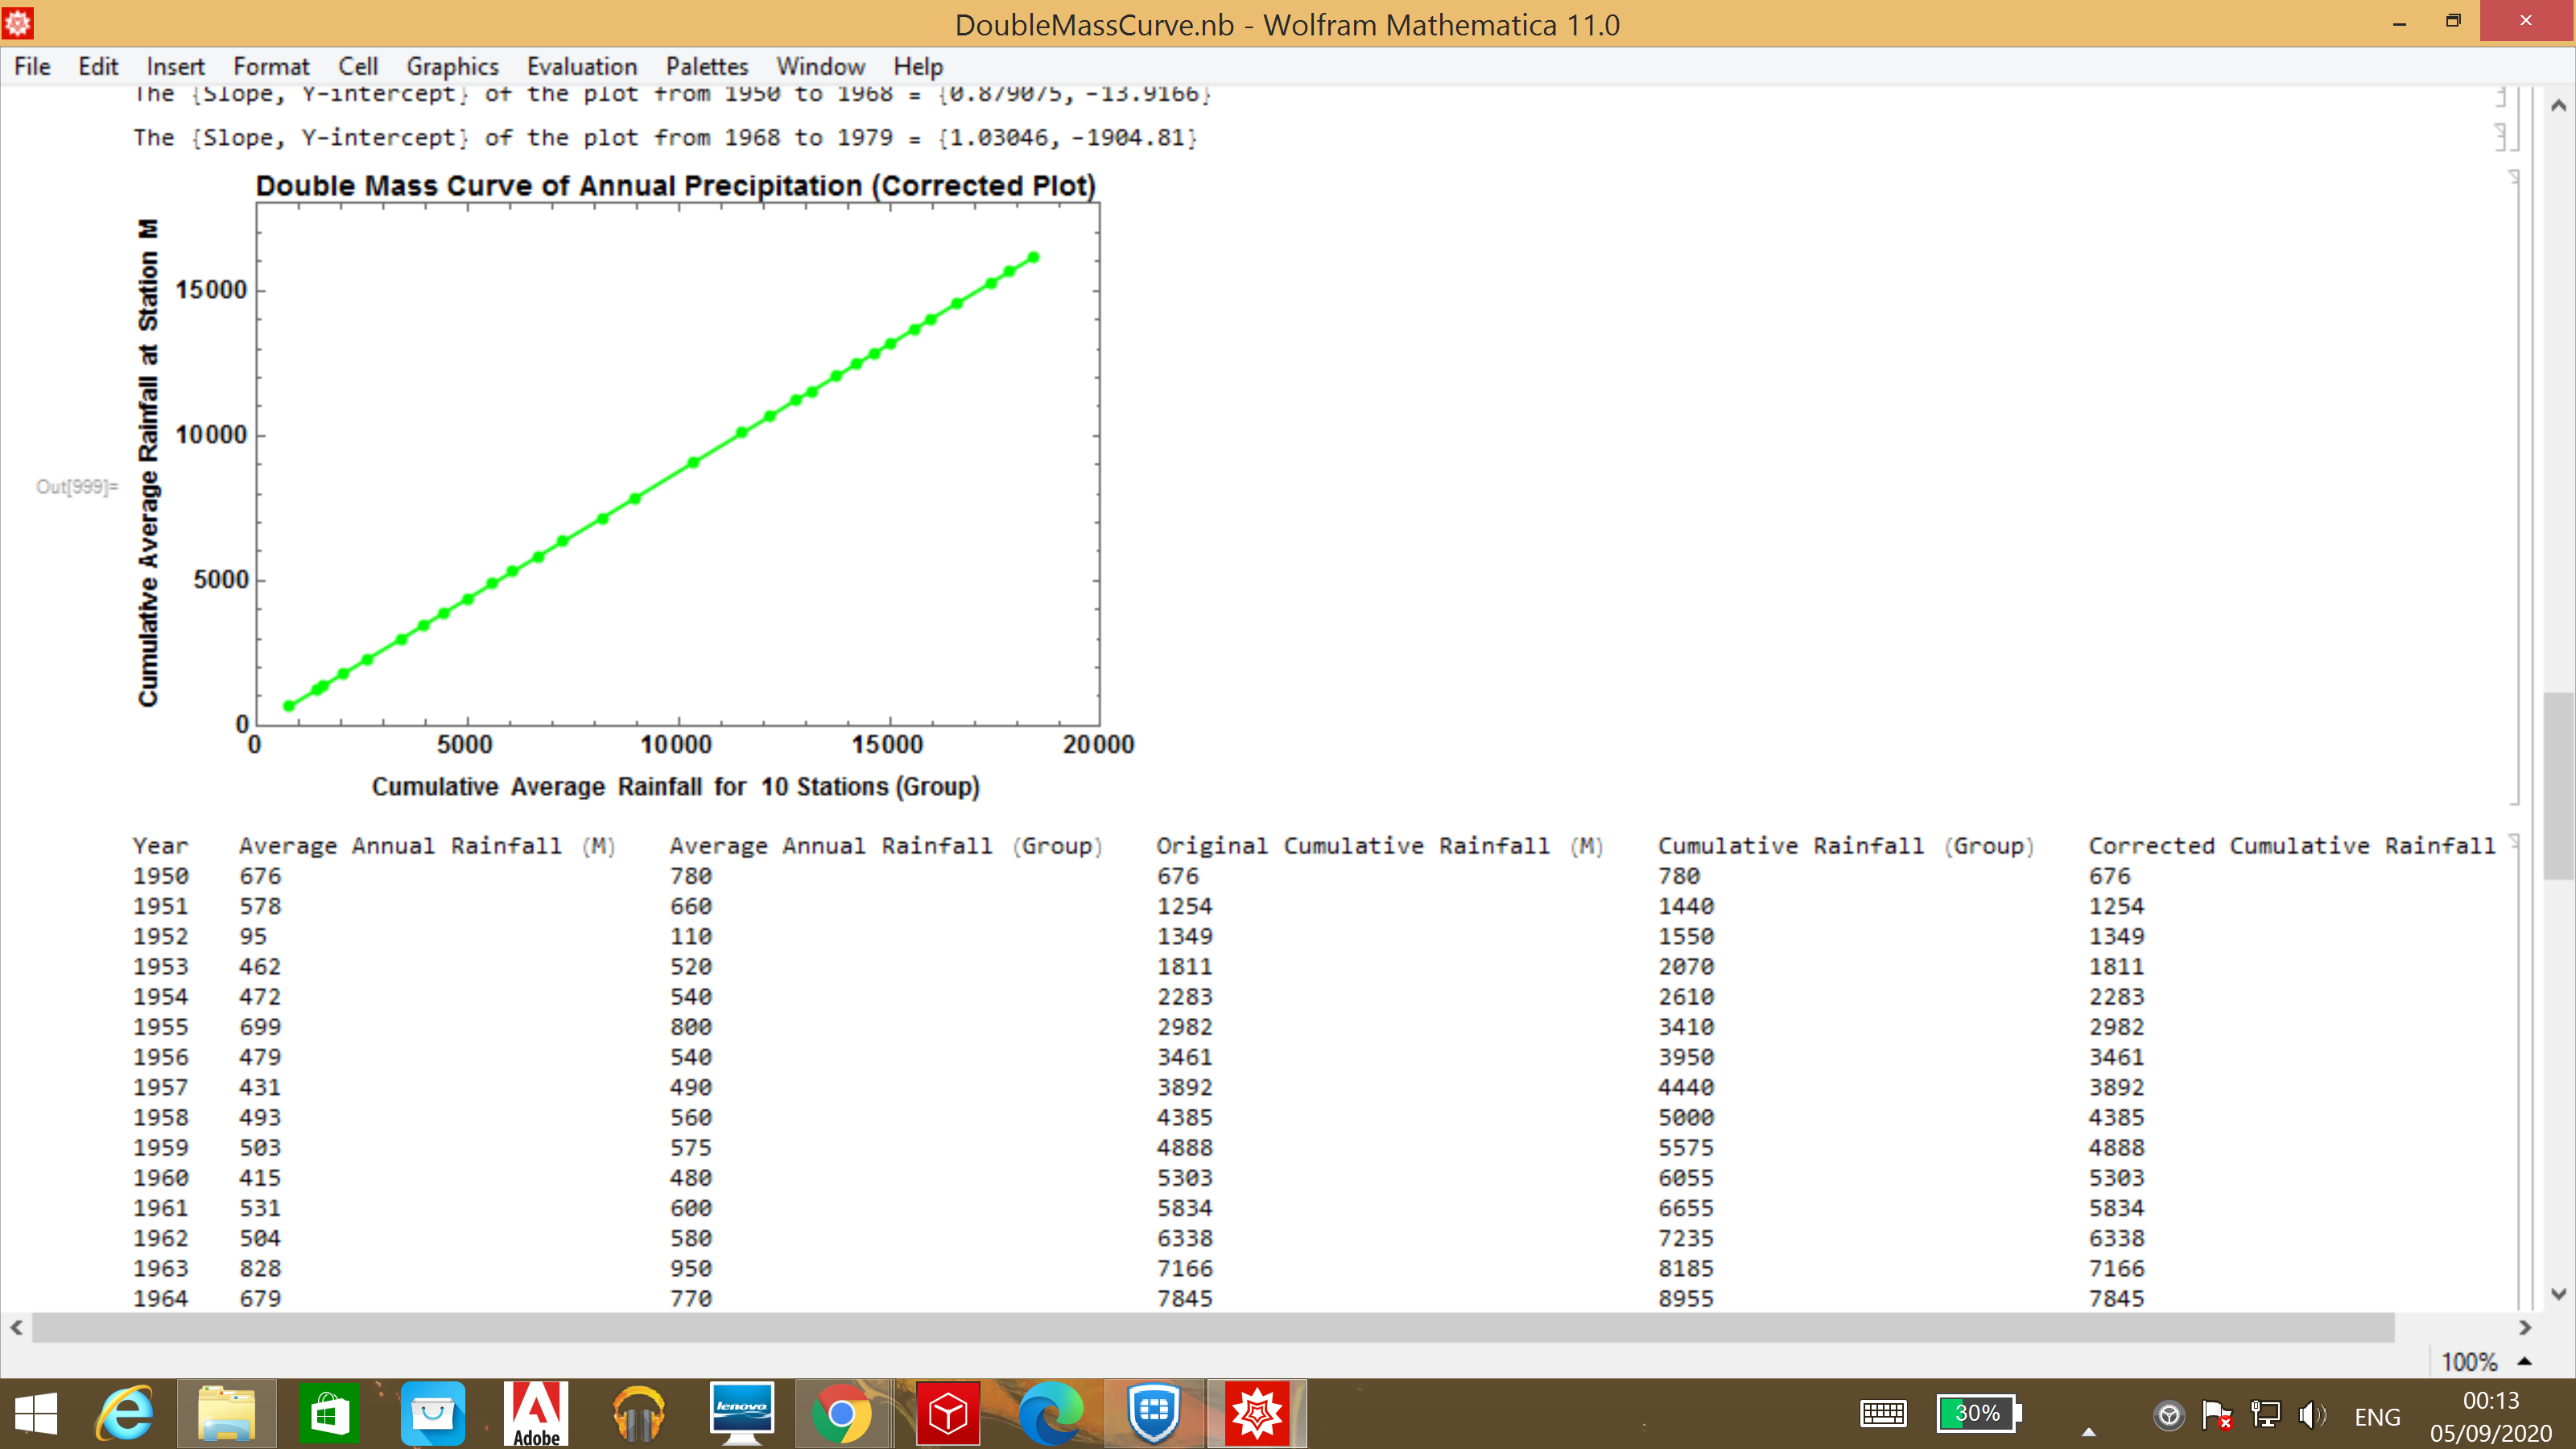 DoubleMassCurve.nb - Wolfram Mathematica 11.0
File Edit Insert Format Cell Graphics Evaluation Palettes Window Help
The {Slope, Y-intercept} of the plot from 1950 to 1968 = {0.879075, -13.9166}
The {Slope, Y-intercept} of the plot from 1968 to 1979 = {1.03046, -1904.81}
Double Mass Curve of Annual Precipitation (Corrected Plot)
Cumulative Average Rainfall at Station M
15000
10000
5000
0
Out[999]=
0 5000 10000 15000 20000
Cumulative Average Rainfall for 10 Stations (Group)
Year Average Annual Rainfall (M) Average Annual Rainfall (Group) Original Cumulative Rainfall (M) Cumulative Rainfall (Group) Corrected Cumulative Rainfall
1950 676 780 676 780 676
1951 578 660 1254 1440 1254
1952 95 110 1349 1550 1349
1953 462 520 1811 2070 1811
1954 472 540 2283 2610 2283
1955 699 800 2982 3410 2982
1956 479 540 3461 3950 3461
1957 431 490 3892 4440 3892
1958 493 560 4385 5000 4385
1959 503 575 4888 5575 4888
1960 415 480 5303 6055 5303
1961 531 600 5834 6655 5834
1962 504 580 6338 7235 6338
1963 828 950 7166 8185 7166
1964 679 770 7845 8955 7845
100%
Adobe
lenovo
30%
ENG
00:13
05/09/2020